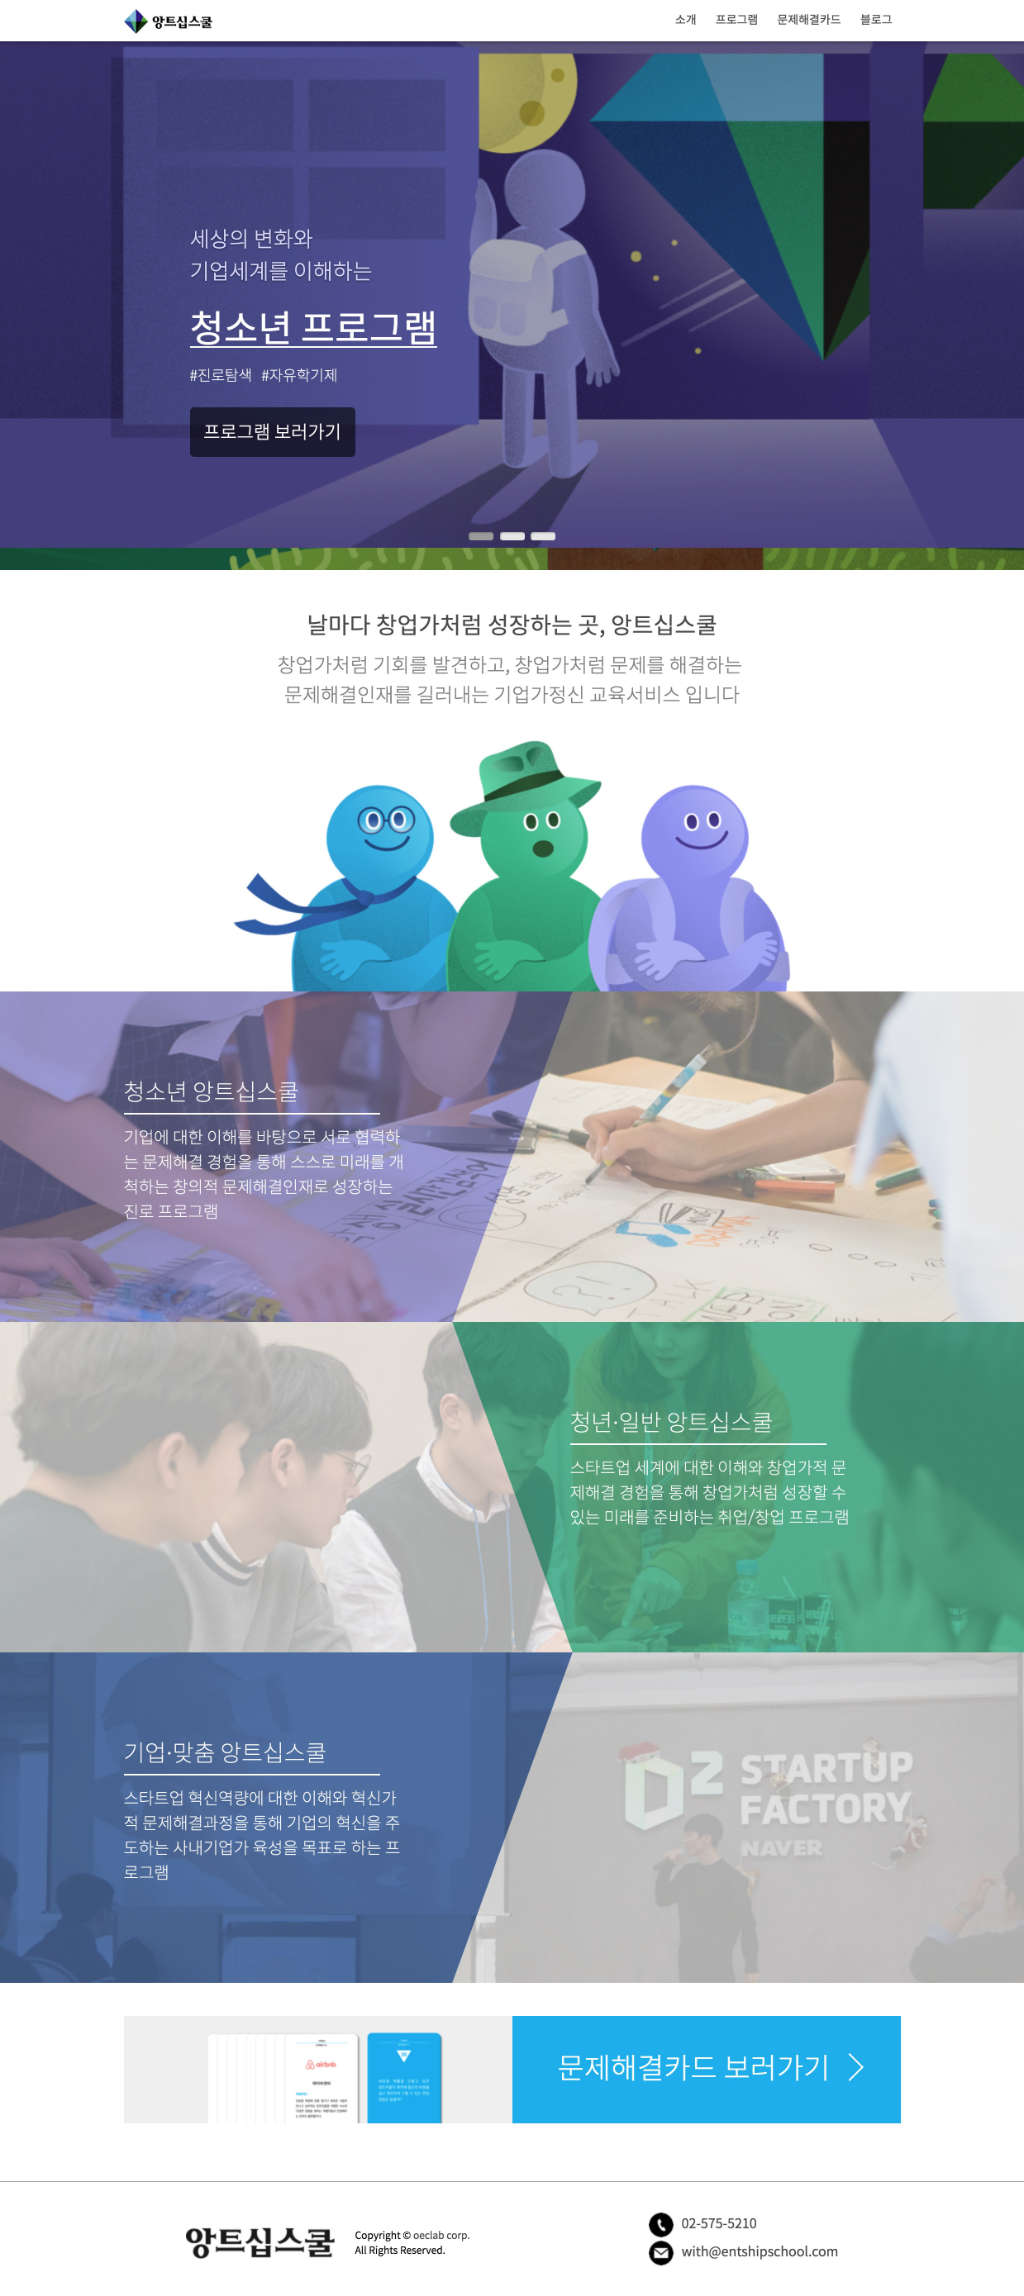 앙트십스쿨
소개 프로그램 문제해결카드 블로그
세상의 변화와
기업세계를 이해하는
청소년 프로그램
#진로탐색 #자유학기제
프로그램 보러가기
날마다 창업가처럼 성장하는 곳, 앙트십스쿨
창업가처럼 기회를 발견하고, 창업가처럼 문제를 해결하는
문제해결인재를 길러내는 기업가정신 교육서비스 입니다
청소년 앙트십스쿨
기업에 대한 이해를 바탕으로 서로 협력하
는 문제해결 경험을 통해 스스로 미래를 개
척하는 창의적 문제해결인재로 성장하는
진로 프로그램
청년·일반 앙트십스쿨
스타트업 세계에 대한 이해와 창업가적 문
제해결 경험을 통해 창업가처럼 성장할 수
있는 미래를 준비하는 취업/창업 프로그램
기업·맞춤 앙트십스쿨
스타트업 혁신역량에 대한 이해와 혁신가
적 문제해결과정을 통해 기업의 혁신을 주
도하는 사내기업가 육성을 목표로 하는 프
로그램
D2 STARTUP
FACTORY
NAVER
airbnb
문제해결카드 보러가기
앙트십스쿨
Copyright © oeclab corp.
All Rights Reserved.
02-575-5210
with@entshipschool.com